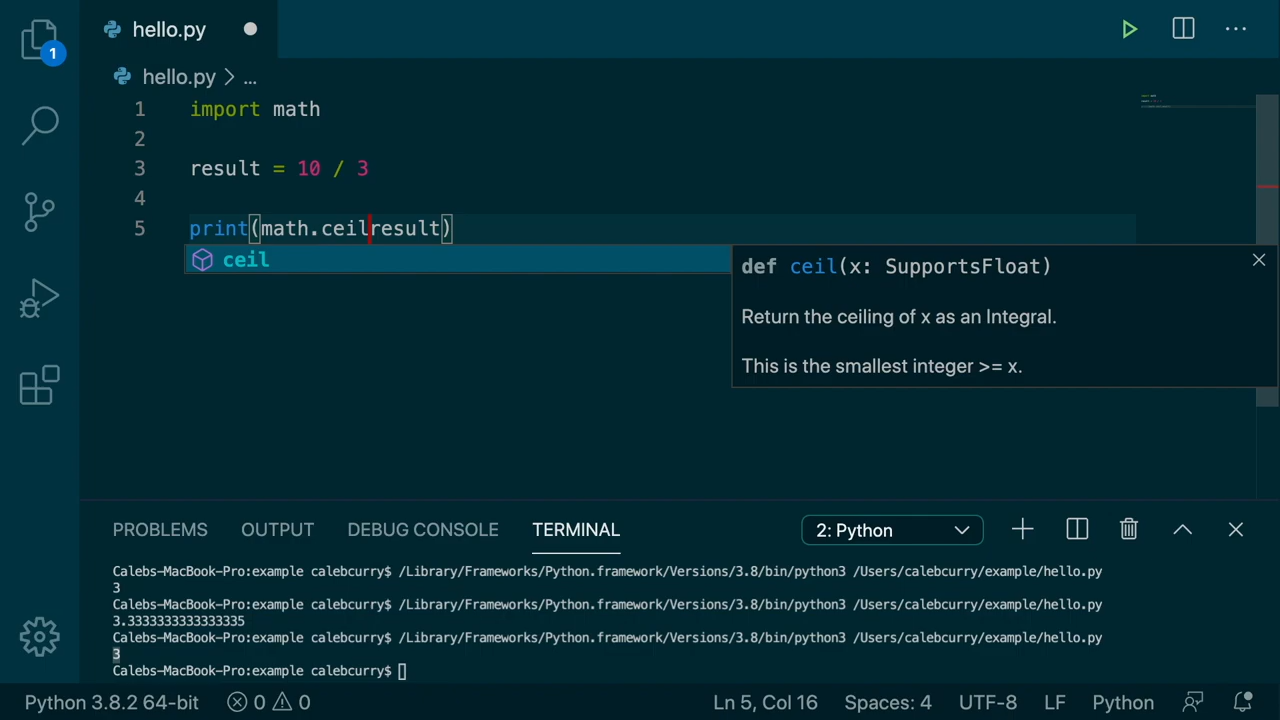 hello.py
1
hello.py > ...
1 import math
2
3 result = 10 / 3
4
5 print(math.ceilresult)
ceil
def ceil(x: SupportsFloat)
Return the ceiling of x as an Integral.
This is the smallest integer >= x.
PROBLEMS OUTPUT DEBUG CONSOLE TERMINAL 2: Python
Calebs-MacBook-Pro:example calebcurry$ /Library/Frameworks/Python.framework/Versions/3.8/bin/python3 /Users/calebcurry/example/hello.py
3
Calebs-MacBook-Pro:example calebcurry$ /Library/Frameworks/Python.framework/Versions/3.8/bin/python3 /Users/calebcurry/example/hello.py
3.3333333333333335
Calebs-MacBook-Pro:example calebcurry$ /Library/Frameworks/Python.framework/Versions/3.8/bin/python3 /Users/calebcurry/example/hello.py
3
Calebs-MacBook-Pro:example calebcurry$
Python 3.8.2 64-bit 0 0 Ln 5, Col 16 Spaces: 4 UTF-8 LF Python